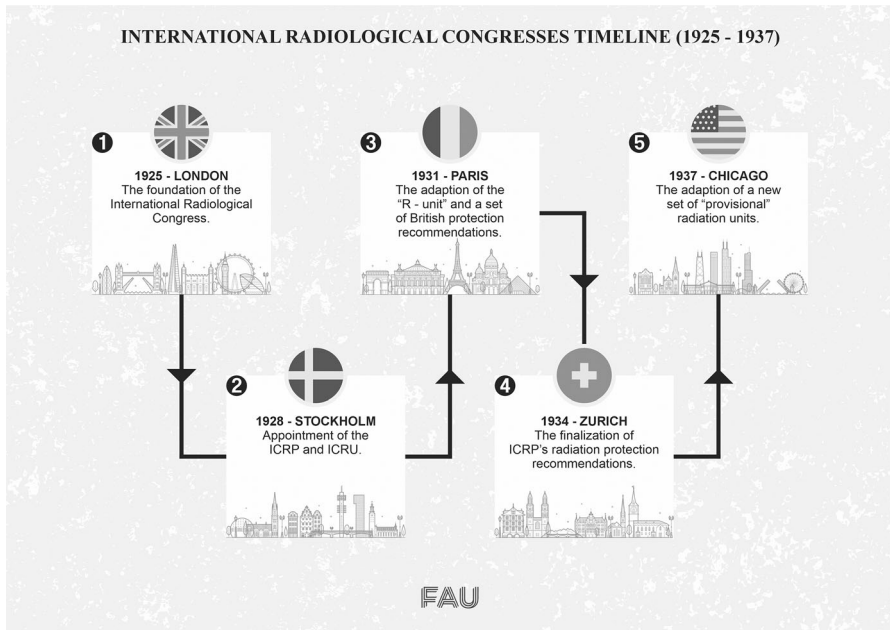 INTERNATIONAL RADIOLOGICAL CONGRESSES TIMELINE (1925 - 1937)
1
1925 - LONDON
The foundation of the
International Radiological
Congress.
2
1928 - STOCKHOLM
Appointment of the
ICRP and ICRU.
3
1931 - PARIS
The adaption of the
“R - unit” and a set
of British protection
recommendations.
4
1934 - ZURICH
The finalization of
ICRP's radiation protection
recommendations.
5
1937 - CHICAGO
The adaption of a new
set of “provisional”
radiation units.
FAU